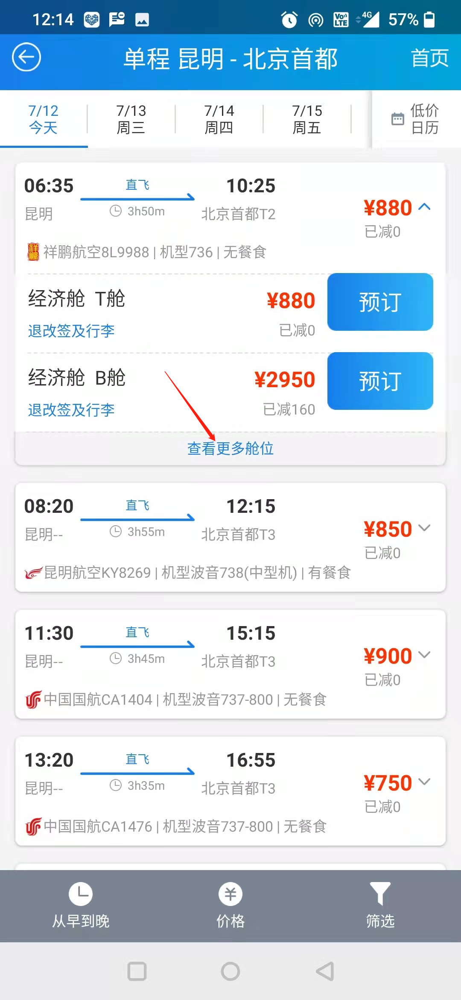 12:14
VoLTE 4G 57%
单程 昆明 - 北京首都
首页
7/12
今天
7/13
周三
7/14
周四
7/15
周五
低价
日历
06:35 直飞 10:25
昆明 3h50m 北京首都T2
¥880
已减0
祥鹏航空8L9988 | 机型736 | 无餐食
经济舱 T舱 ¥880 预订
退改签及行李 已减0
经济舱 B舱 ¥2950 预订
退改签及行李 已减160
查看更多舱位
08:20 直飞 12:15
昆明-- 3h55m 北京首都T3
¥850
已减0
昆明航空KY8269 | 机型波音738(中型机) | 有餐食
11:30 直飞 15:15
昆明-- 3h45m 北京首都T3
¥900
已减0
中国国航CA1404 | 机型波音737-800 | 无餐食
13:20 直飞 16:55
昆明-- 3h35m 北京首都T3
¥750
已减0
中国国航CA1476 | 机型波音737-800 | 无餐食
从早到晚 价格 筛选